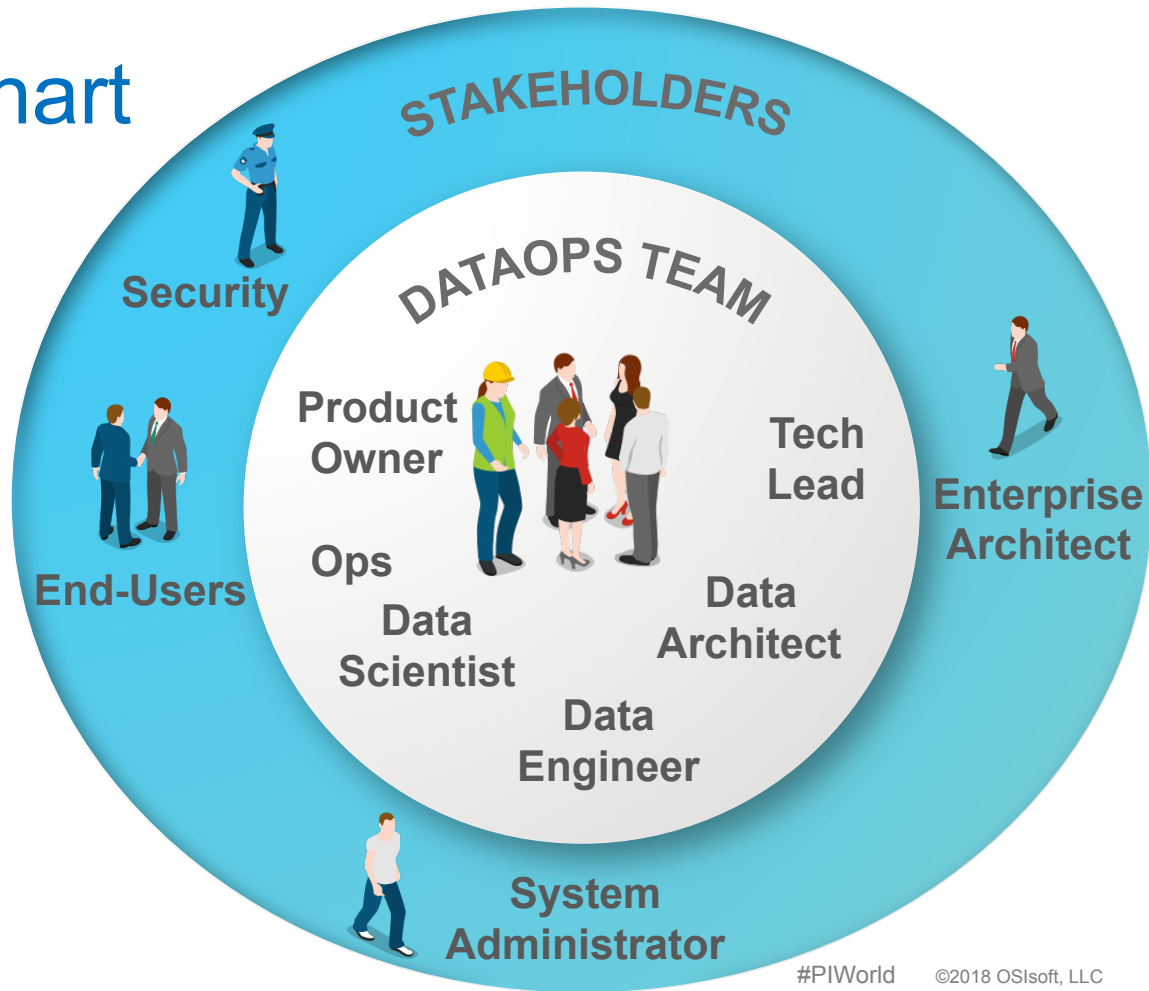 hart
STAKEHOLDERS
Security
DATAOPS TEAM
Product
Owner
Tech
Lead
Enterprise
Architect
End-Users
Ops
Data
Scientist
Data
Architect
Data
Engineer
System
Administrator
#PIWorld ©2018 OSIsoft, LLC